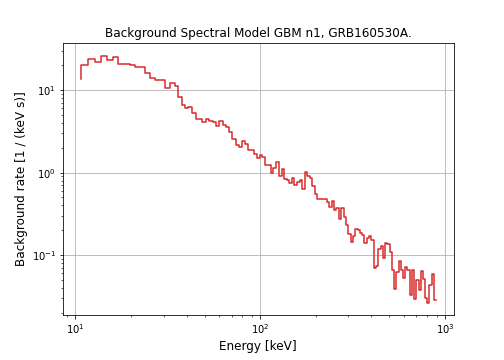 Background Spectral Model GBM n1, GRB160530A.
Background rate [1 / (keV s)]
10¹
10⁰
10⁻¹
10¹
10²
10³
Energy [keV]